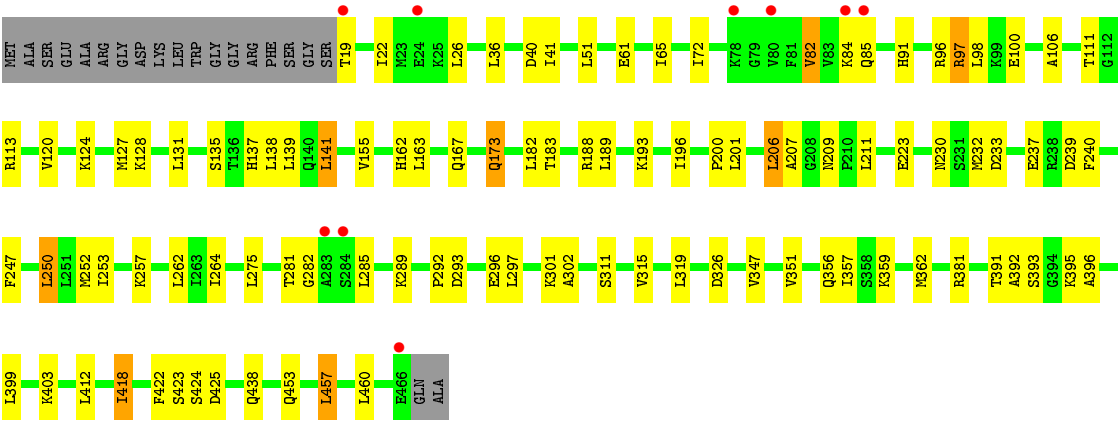 MET ALA SER GLU ALA ARG GLY ASP LYS LEU TRP GLY GLY ARG PHE SER GLY SER T19 I22 M23 E24 K25 L26 L36 D40 I41 L51 E61 I65 I72 K78 G79 V80 F81 V82 V83 K84 Q85 H91 R96 R97 L98 K99 E100 A106 T111 G112
R113 V120 K124 M127 K128 L131 S135 T136 H137 L138 L139 Q140 L141 V155 H162 L163 Q167 Q173 L182 T183 R188 L189 K193 I196 P200 L201 L206 A207 G208 N209 P210 L211 E223 N230 S231 M232 D233 E237 R238 D239 F240
F247 L250 L251 M252 I253 K257 L262 I263 I264 L275 T281 G282 A283 S284 L285 K289 P292 D293 E296 L297 K301 A302 S311 V315 L319 D326 V347 V351 Q356 I357 S358 K359 M362 R381 T391 A392 S393 G394 K395 A396
L399 K403 L412 I418 F422 S423 S424 D425 Q438 Q453 L457 L460 E466 GLN ALA